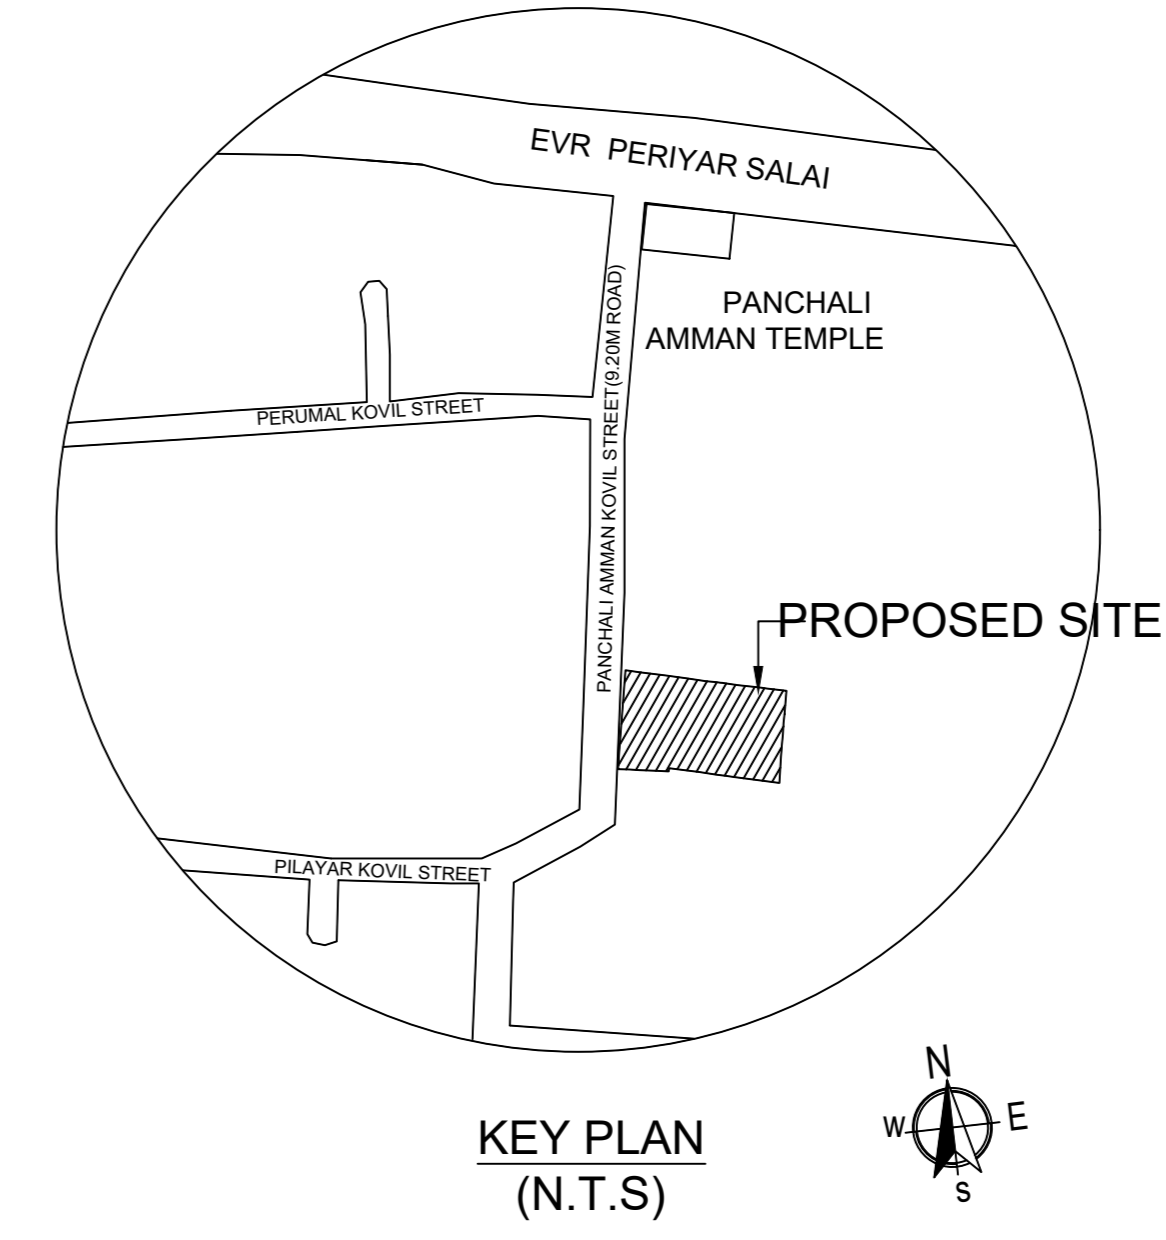 EVR PERIYAR SALAI
PANCHALI
AMMAN TEMPLE
PANCHALI AMMAN KOVIL STREET(9.20M ROAD)
PERUMAL KOVIL STREET
PROPOSED SITE
PILAYAR KOVIL STREET
N
W
E
S
KEY PLAN
(N.T.S)